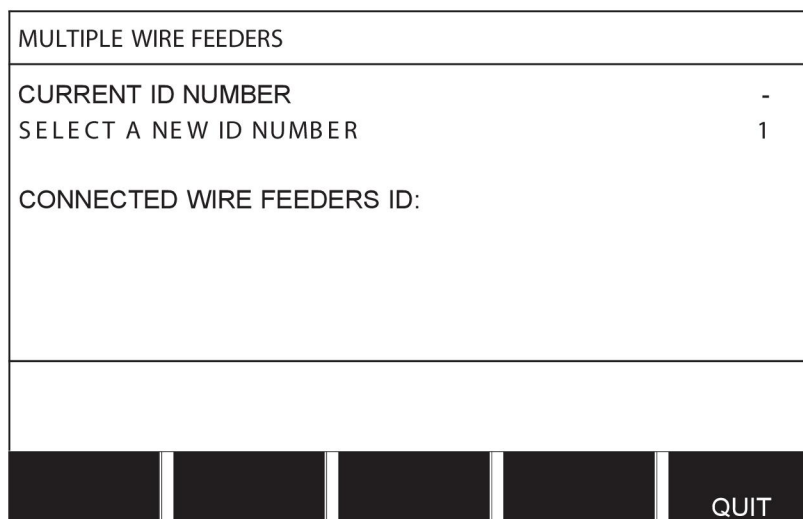 MULTIPLE WIRE FEEDERS
CURRENT ID NUMBER -
SELECT A NEW ID NUMBER 1
CONNECTED WIRE FEEDERS ID:
QUIT